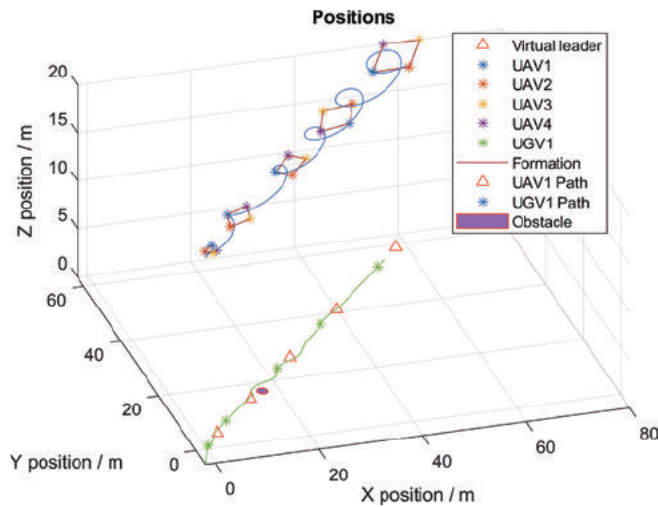 Positions
20
15
10
5
0
Z position / m
60
40
20
0
Y position / m
0
20
40
60
80
X position / m
Virtual leader
UAV1
UAV2
UAV3
UAV4
UGV1
Formation
UAV1 Path
UGV1 Path
Obstacle